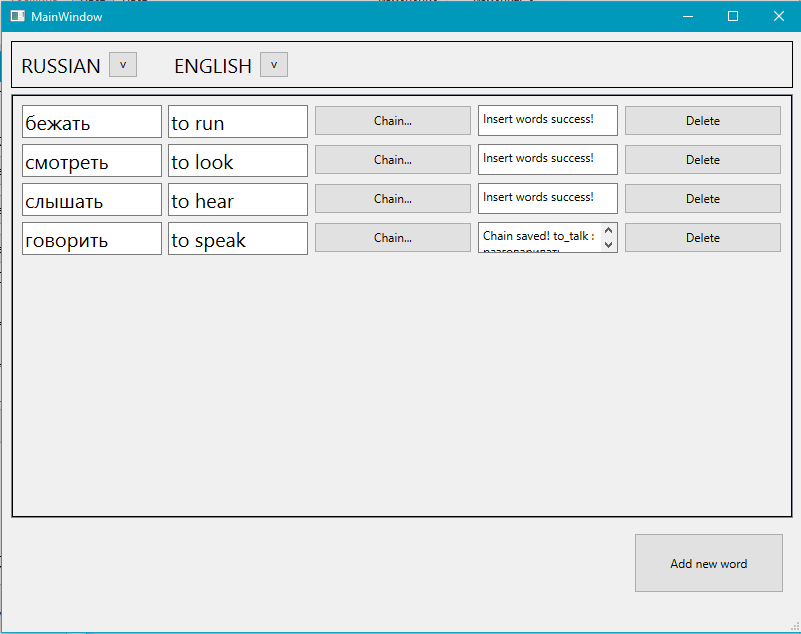 MainWindow
RUSSIAN v ENGLISH v
бежать to run Chain... Insert words success! Delete
смотреть to look Chain... Insert words success! Delete
слышать to hear Chain... Insert words success! Delete
говорить to speak Chain... Chain saved! to_talk : Delete
Add new word